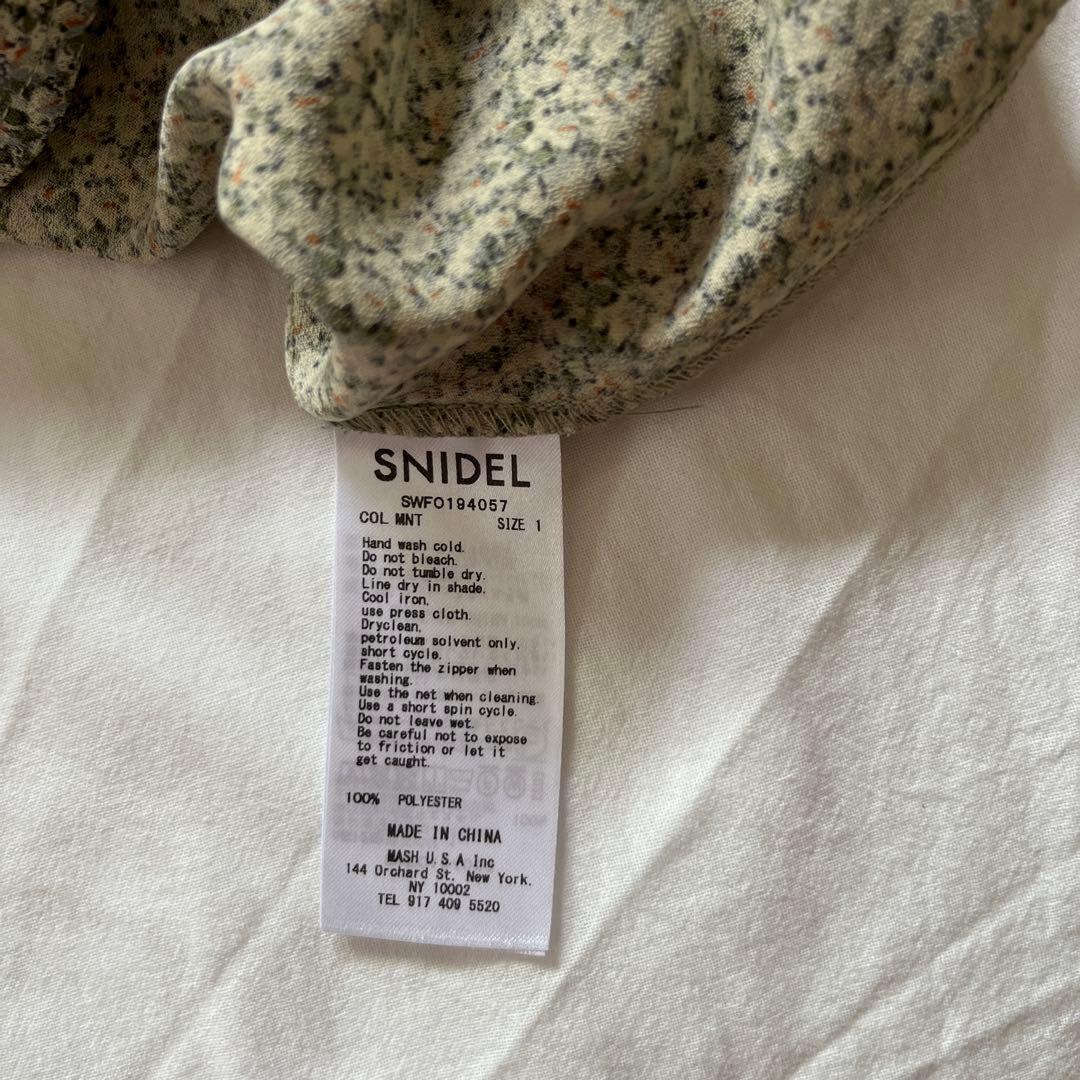 SNIDEL
SWFO194057
COL MNT SIZE 1
Hand wash cold.
Do not bleach.
Do not tumble dry.
Line dry in shade.
Cool iron,
use press cloth.
Dryclean,
petroleum solvent only,
short cycle.
Fasten the zipper when
washing.
Use the net when cleaning.
Use a short spin cycle.
Do not leave wet.
Be careful not to expose
to friction or let it
get caught.
100% POLYESTER
MADE IN CHINA
MASH U.S.A Inc
144 Orchard St, New York,
NY 10002
TEL 917 409 5520